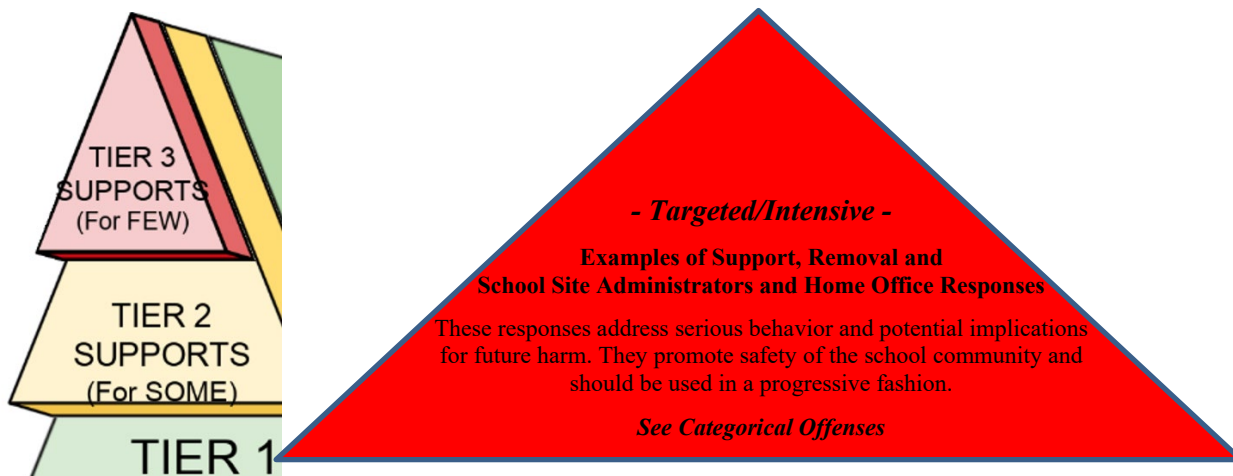 TIER 3
SUPPORTS
(For FEW)
TIER 2
SUPPORTS
(For SOME)
TIER 1
- Targeted/Intensive -
Examples of Support, Removal and
School Site Administrators and Home Office Responses
These responses address serious behavior and potential implications
for future harm. They promote safety of the school community and
should be used in a progressive fashion.
See Categorical Offenses